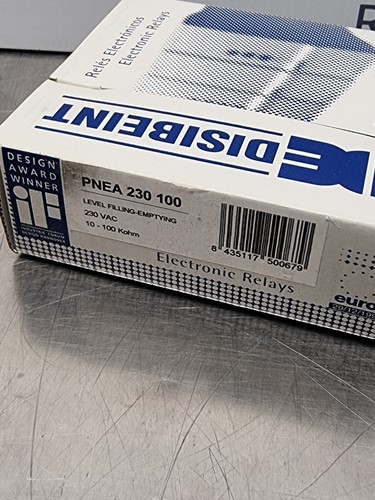 R
Relés Electrónicos
Electronic Relays
DISIBEINT
DESIGN
AWARD
WINNER
iF
PNEA 230 100
LEVEL FILLING-EMPTYING
230 VAC
10 - 100 Kohm
8 435117 500679
Electronic Relays
euro